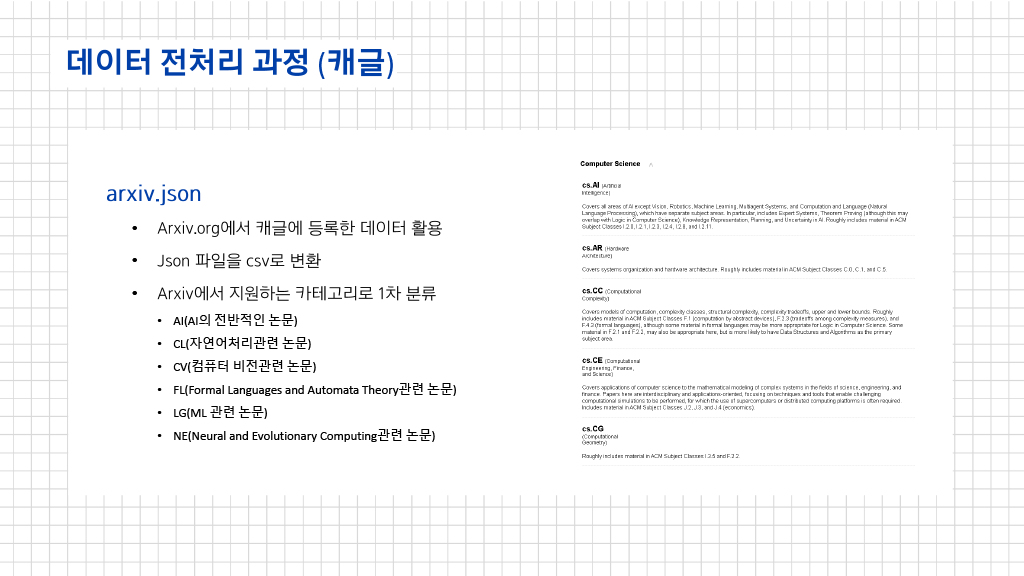 데이터 전처리 과정 (캐글)
arxiv.json
• Arxiv.org에서 캐글에 등록한 데이터 활용
• Json 파일을 csv로 변환
• Arxiv에서 지원하는 카테고리로 1차 분류
• AI(AI의 전반적인 논문)
• CL(자연어처리관련 논문)
• CV(컴퓨터 비전관련 논문)
• FL(Formal Languages and Automata Theory관련 논문)
• LG(ML 관련 논문)
• NE(Neural and Evolutionary Computing관련 논문)
Computer Science
cs.AI (Artificial
Intelligence)
Covers all areas of AI except Vision, Robotics, Machine Learning, Multiagent Systems, and Computation and Language (Natural
Language Processing), which have separate subject areas. In particular, includes Expert Systems, Theorem Proving (although this may
overlap with Logic in Computer Science), Knowledge Representation, Planning, and Uncertainty in AI. Roughly includes material in ACM
Subject Classes I.2.0, I.2.1, I.2.3, I.2.4, I.2.8, and I.2.11.
cs.AR (Hardware
Architecture)
Covers systems organization and hardware architecture. Roughly includes material in ACM Subject Classes C.0, C.1, and C.5.
cs.CC (Computational
Complexity)
Covers models of computation, complexity classes, structural complexity, complexity tradeoffs, upper and lower bounds. Roughly
includes material in ACM Subject Classes F.1 (computation by abstract devices), F.2.3 (tradeoffs among complexity measures), and
F.4.3 (formal languages), although some material in formal languages may be more appropriate for Logic in Computer Science. Some
material in F.2.1 and F.2.2, may also be appropriate here, but is more likely to have Data Structures and Algorithms as the primary
subject area.
cs.CE (Computational
Engineering, Finance,
and Science)
Covers applications of computer science to the mathematical modeling of complex systems in the fields of science, engineering, and
finance. Papers here are interdisciplinary and applications-oriented, focusing on techniques and tools that enable challenging
computational simulations to be performed, for which the use of supercomputers or distributed computing platforms is often required.
Includes material in ACM Subject Classes J.2, J.3, and J.4 (economics).
cs.CG
(Computational
Geometry)
Roughly includes material in ACM Subject Classes I.3.5 and F.2.2.